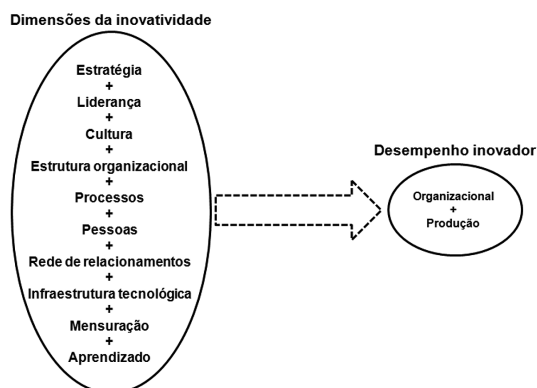 Dimensões da inovatividade
Estratégia
+
Liderança
+
Cultura
+
Estrutura organizacional
+
Processos
+
Pessoas
+
Rede de relacionamentos
+
Infraestrutura tecnológica
+
Mensuração
+
Aprendizado
Desempenho inovador
Organizacional
+
Produção